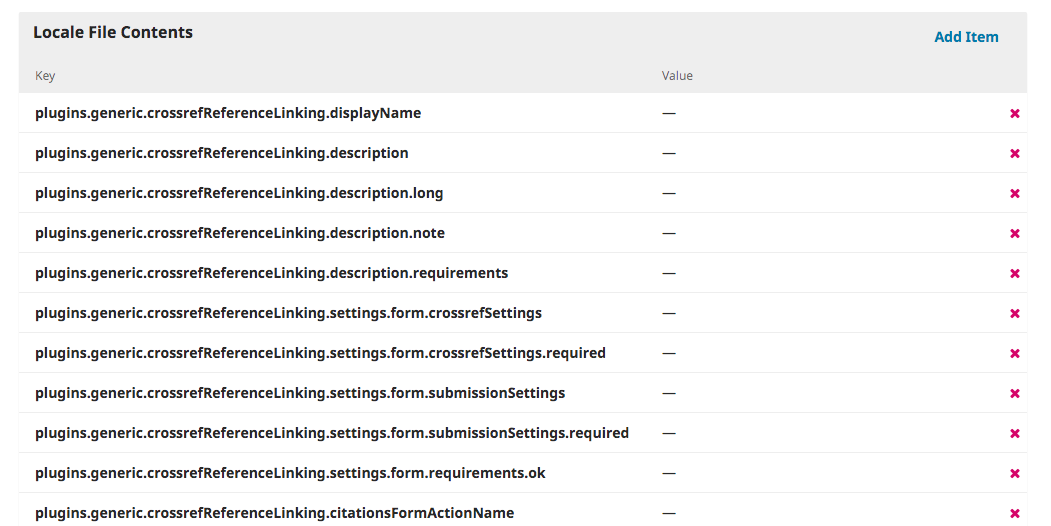 Locale File Contents
Add Item
Key Value
plugins.generic.crossrefReferenceLinking.displayName —
plugins.generic.crossrefReferenceLinking.description —
plugins.generic.crossrefReferenceLinking.description.long —
plugins.generic.crossrefReferenceLinking.description.note —
plugins.generic.crossrefReferenceLinking.description.requirements —
plugins.generic.crossrefReferenceLinking.settings.form.crossrefSettings —
plugins.generic.crossrefReferenceLinking.settings.form.crossrefSettings.required —
plugins.generic.crossrefReferenceLinking.settings.form.submissionSettings —
plugins.generic.crossrefReferenceLinking.settings.form.submissionSettings.required —
plugins.generic.crossrefReferenceLinking.settings.form.requirements.ok —
plugins.generic.crossrefReferenceLinking.citationsFormActionName —